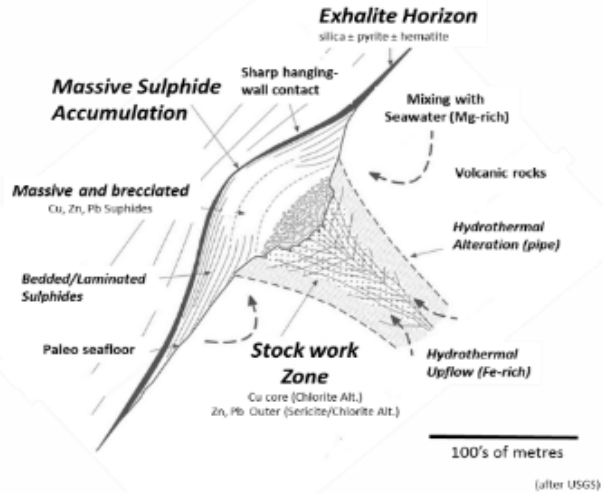 Exhalite Horizon
silica ± pyrite ± hematite
Massive Sulphide
Accumulation
Sharp hanging-
wall contact
Mixing with
Seawater (Mg-rich)
Volcanic rocks
Massive and brecciated
Cu, Zn, Pb Suphides
Hydrothermal
Alteration (pipe)
Bedded/Laminated
Sulphides
Paleo seafloor
Stock work
Zone
Cu core (Chlorite Alt.)
Zn, Pb Outer (Sericite/Chlorite Alt.)
Hydrothermal
Upflow (Fe-rich)
100's of metres
(after USGS)